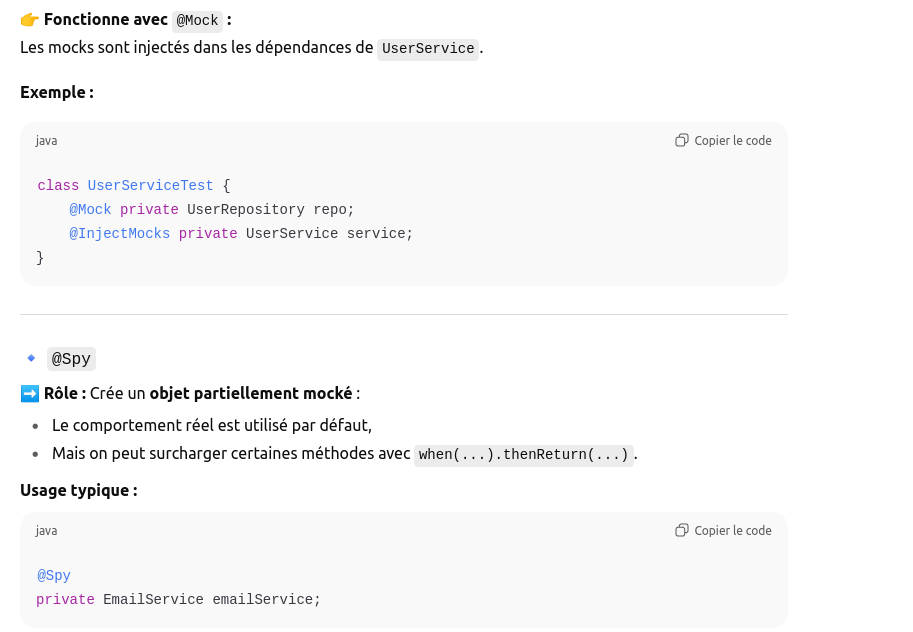 👉 Fonctionne avec @Mock :
Les mocks sont injectés dans les dépendances de UserService.
Exemple :
java
Copier le code
class UserServiceTest {
    @Mock private UserRepository repo;
    @InjectMocks private UserService service;
}
🔹 @Spy
➡️ Rôle : Crée un objet partiellement mocké :
• Le comportement réel est utilisé par défaut,
• Mais on peut surcharger certaines méthodes avec when(...).thenReturn(...).
Usage typique :
java
Copier le code
@Spy
private EmailService emailService;